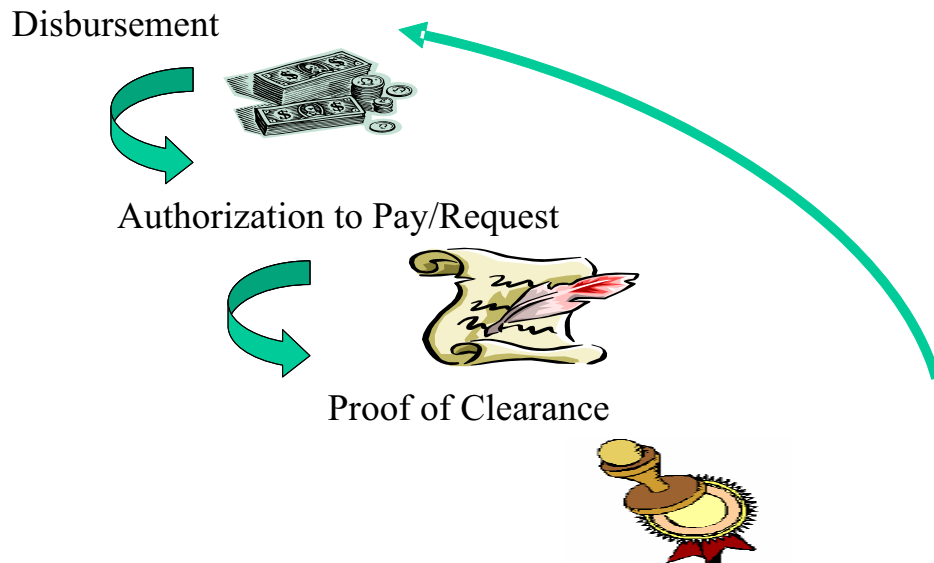 Disbursement
Authorization to Pay/Request
Proof of Clearance